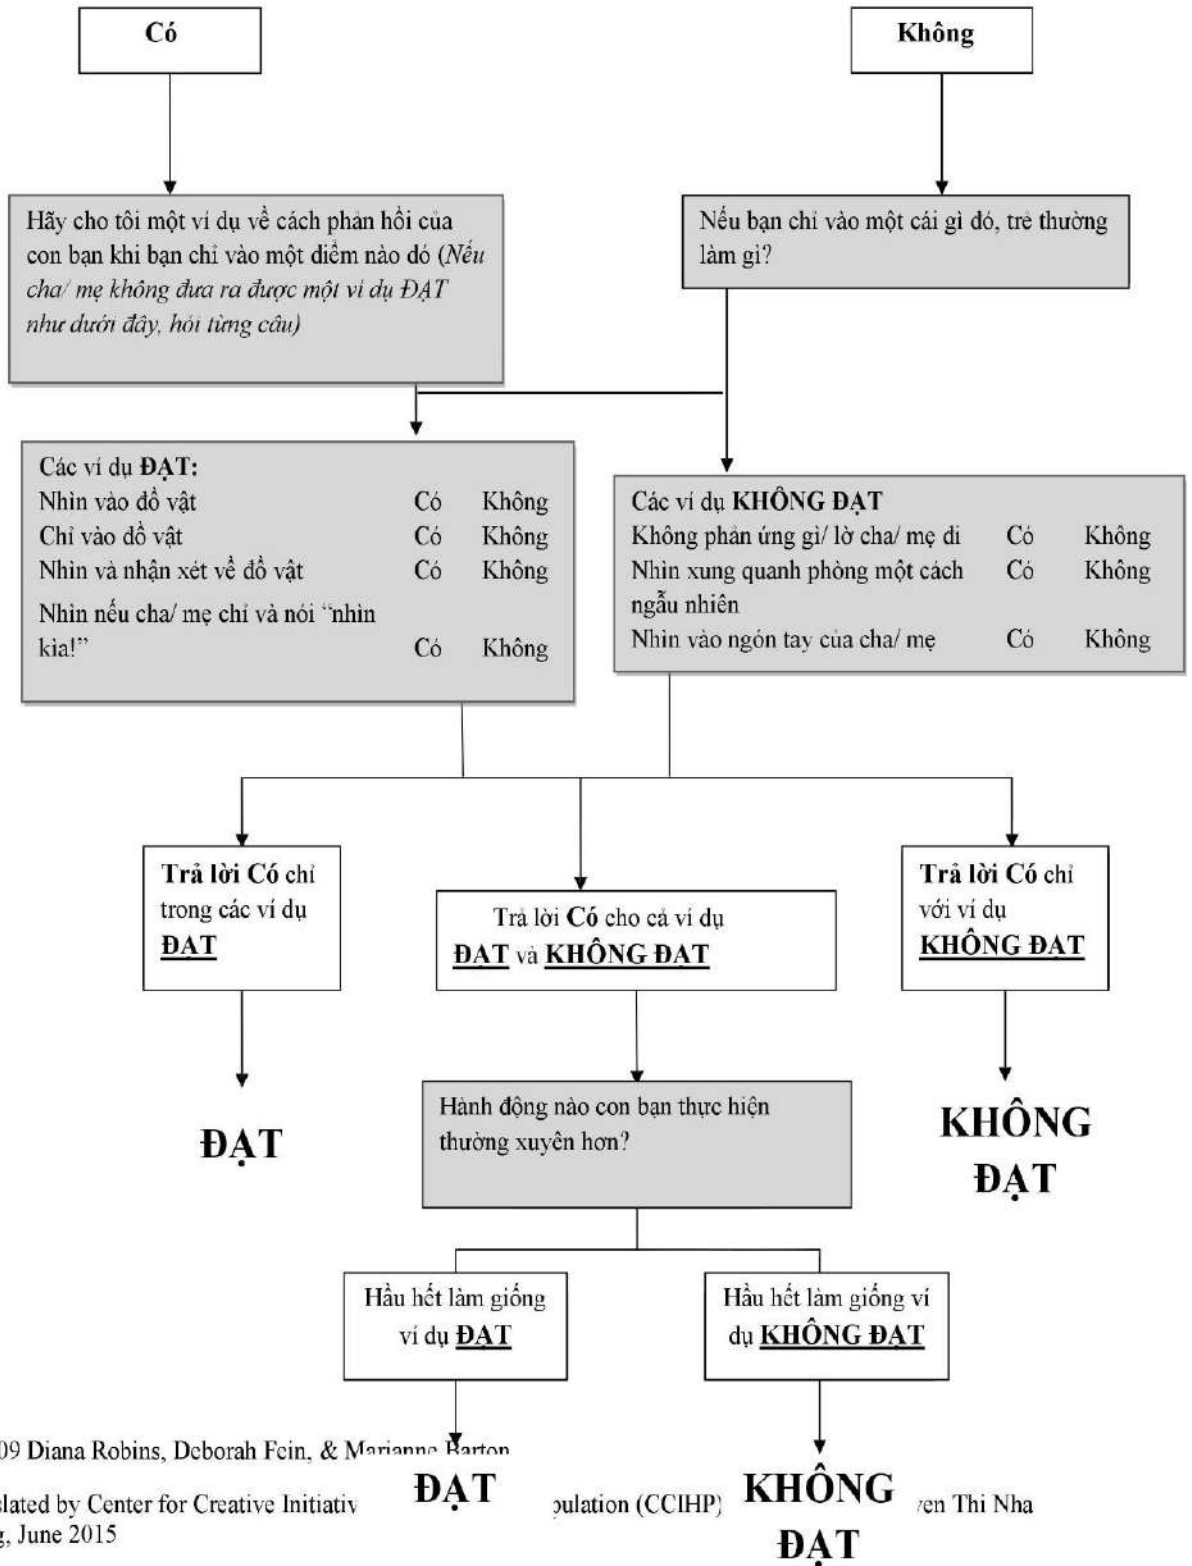 Có
Không
Hãy cho tôi một ví dụ về cách phản hồi của
con bạn khi bạn chỉ vào một điểm nào đó (Nếu
cha/ mẹ không đưa ra được một ví dụ ĐẠT
như dưới đây, hỏi từng câu)
Nếu bạn chỉ vào một cái gì đó, trẻ thường
làm gì?
Các ví dụ ĐẠT:
Nhìn vào đồ vật Có Không
Chỉ vào đồ vật Có Không
Nhìn và nhận xét về đồ vật Có Không
Nhìn nếu cha/ mẹ chỉ và nói “nhìn
kìa!” Có Không
Các ví dụ KHÔNG ĐẠT
Không phản ứng gì/ lờ cha/ mẹ đi Có Không
Nhìn xung quanh phòng một cách Có Không
ngẫu nhiên
Nhìn vào ngón tay của cha/ mẹ Có Không
Trả lời Có chỉ
trong các ví dụ
ĐẠT
Trả lời Có cho cả ví dụ
ĐẠT và KHÔNG ĐẠT
Trả lời Có chỉ
với ví dụ
KHÔNG ĐẠT
ĐẠT
Hành động nào con bạn thực hiện
thường xuyên hơn?
KHÔNG
ĐẠT
Hầu hết làm giống
ví dụ ĐẠT
Hầu hết làm giống ví
dụ KHÔNG ĐẠT
09 Diana Robins, Deborah Fein, & Marianne Barton
ĐẠT
KHÔNG
ĐẠT
slated by Center for Creative Initiativ pulation (CCIHP) yen Thi Nha
g, June 2015